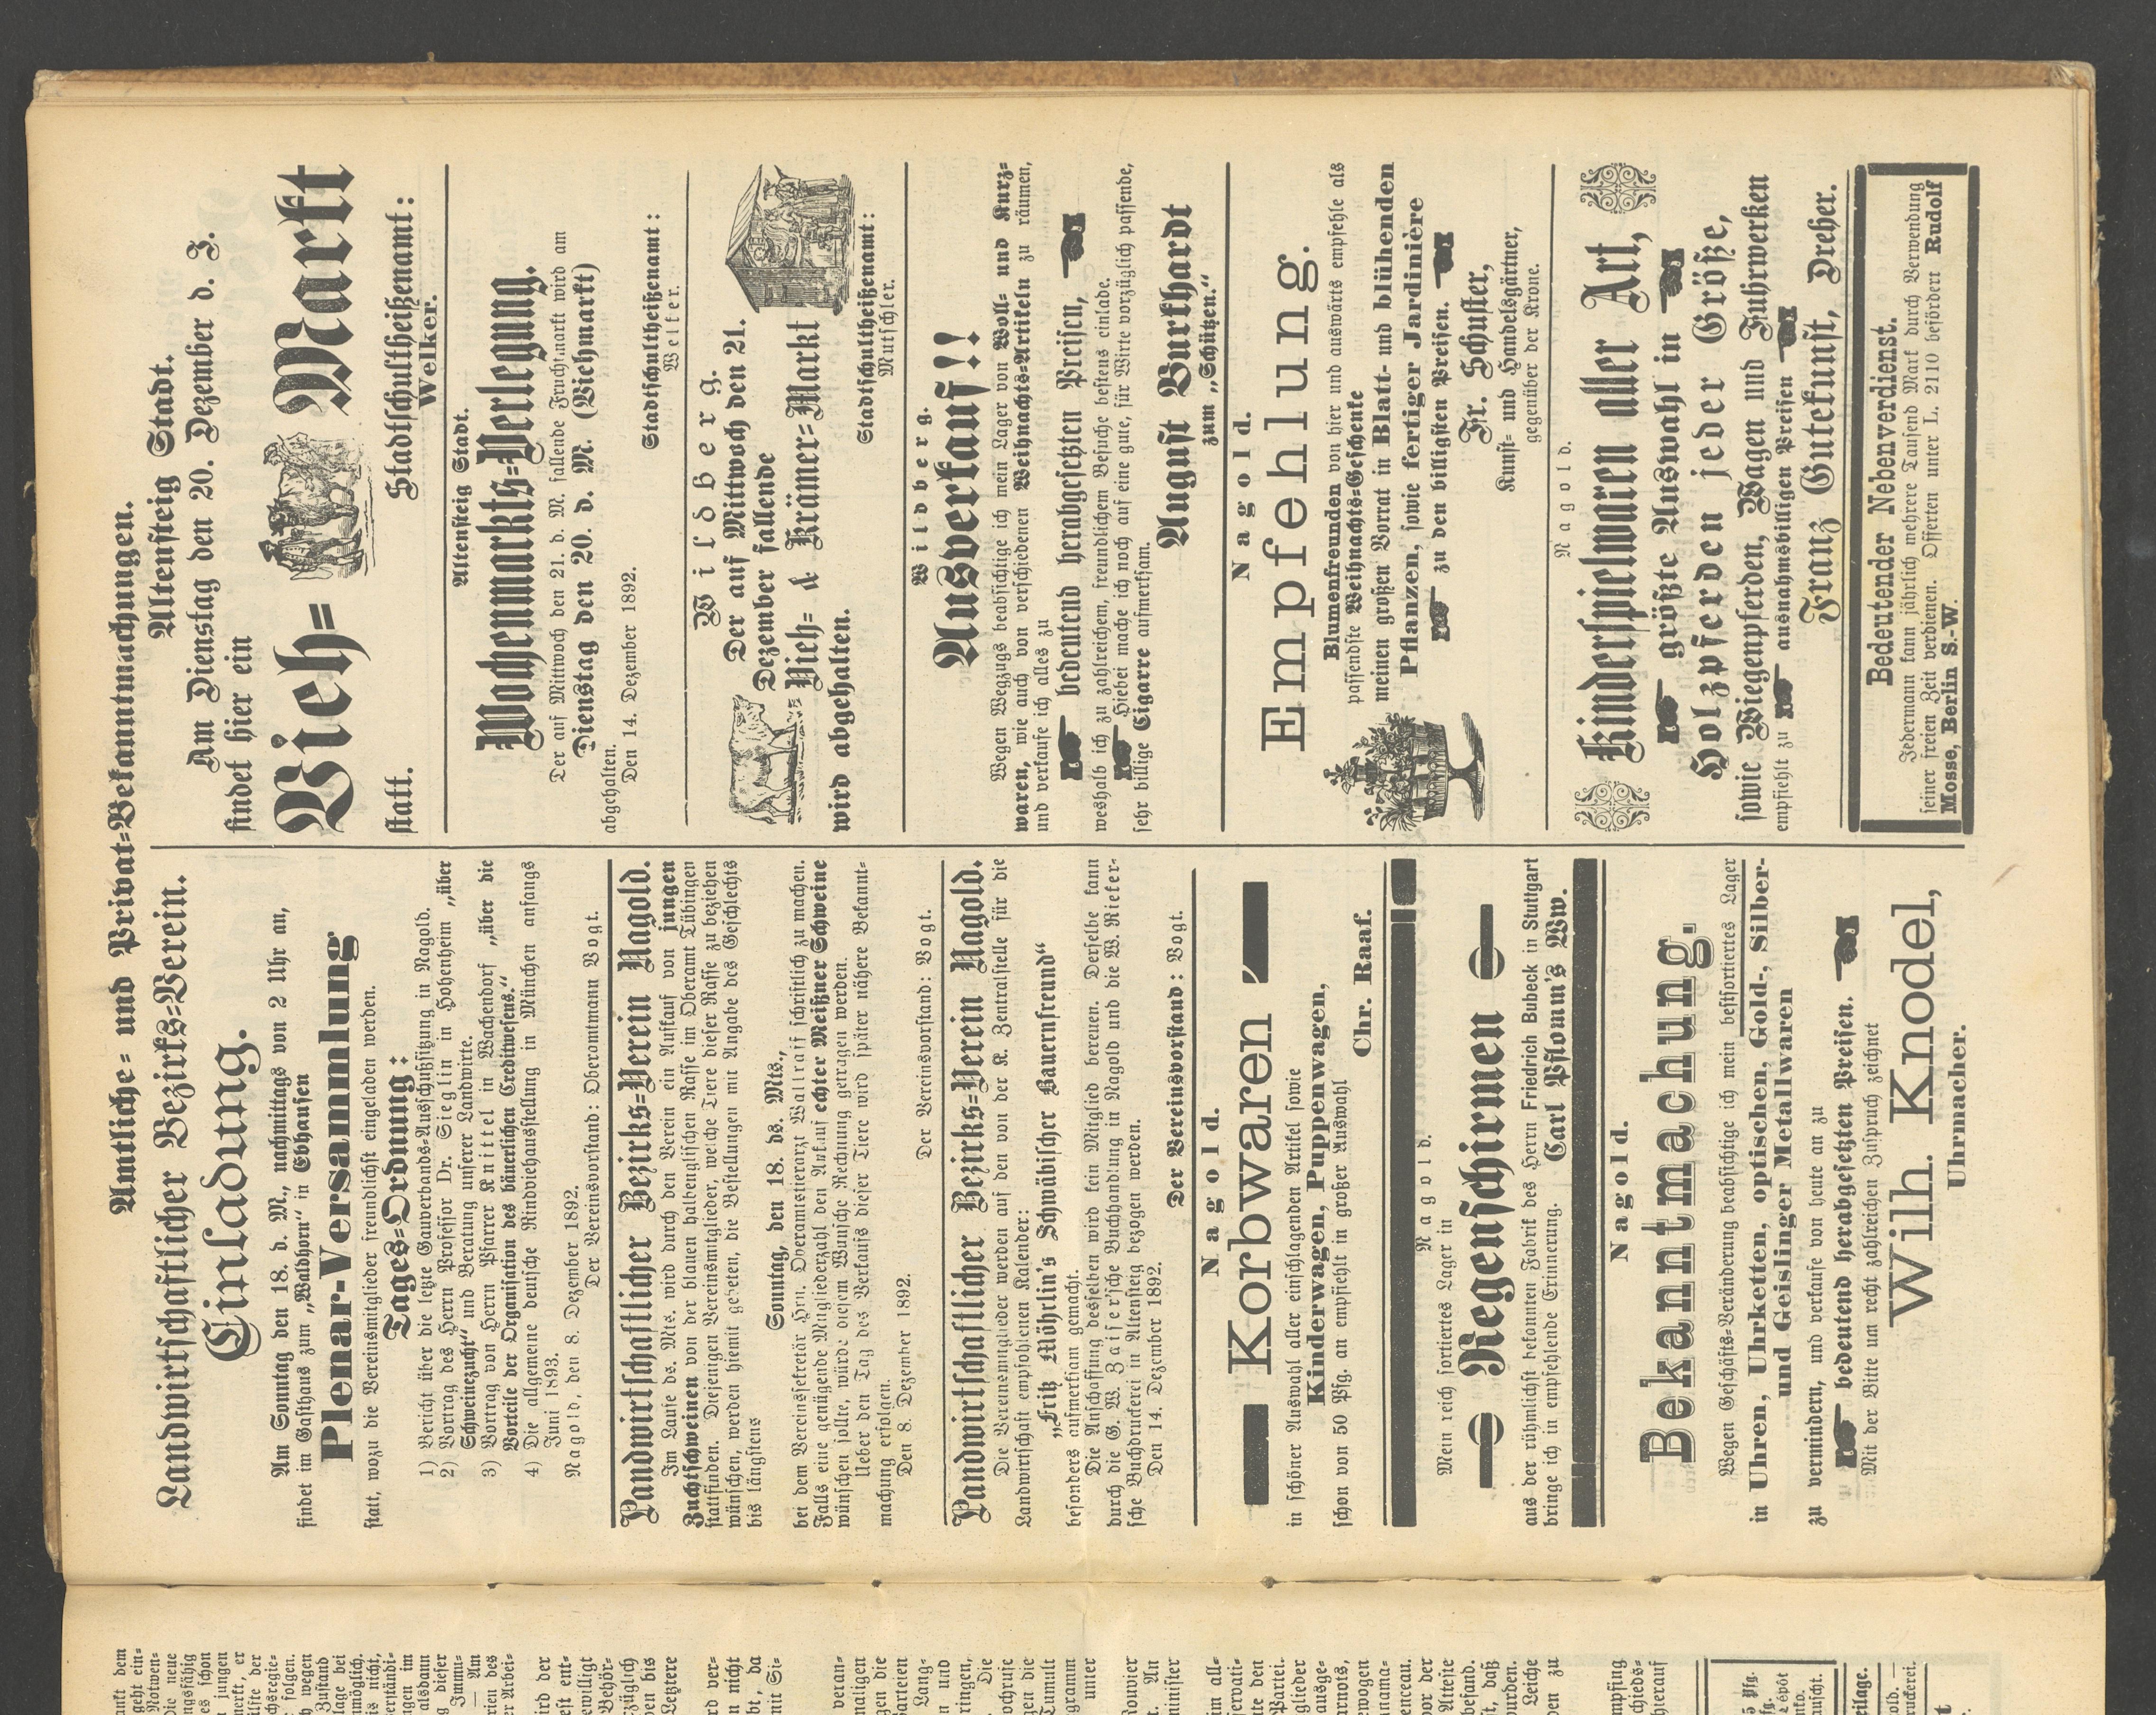 Amtliche- und Privat-Bekanntmachungen.
Landwirtschaftlicher Bezirks-Verein.
Einladung.
Am Sonntag den 18. d. M., nachmittags von 2 Uhr an,
findet im Gasthaus zum „Waldhorn“ in Ebhausen
Plenar-Versammlung
statt, wozu die Vereinsmitglieder freundlichst eingeladen werden.
Tages-Ordnung:
1) Bericht über die letzte Gauverbands-Ausschußsitzung in Nagold.
2) Vortrag des Herrn Professor Dr. Sieglin in Hohenheim „über
Schweinezucht“ und Beratung unserer Landwirte.
3) Vortrag von Herrn Pfarrer Knittel in Wachendorf „über die
Vorteile der Organisation des bäuerlichen Creditwesens.“
4) Die allgemeine deutsche Rindviehausstellung in München anfangs
Juni 1893.
Nagold, den 8. Dezember 1892.
Der Vereinsvorstand: Oberamtmann Vogt.
Landwirtschaftlicher Bezirks-Verein Nagold.
Im Laufe ds. Mts. wird durch den Verein ein Aufkauf von jungen
Zuchtschweinen von der blauen halbenglischen Rasse im Oberamt Tübingen
stattfinden. Diejenigen Vereinsmitglieder, welche Tiere dieser Rasse zu beziehen
wünschen, werden hiemit gebeten, die Bestellungen mit Angabe des Geschlechts
bis längstens
Sonntag, den 18. ds. Mts.,
bei dem Vereinssekretär Hrn. Oberamtstierarzt Wallraff schriftlich zu machen.
Falls eine genügende Mitgliederzahl den Ankauf echter Meißner Schweine
wünschen sollte, würde diesem Wunsche Rechnung getragen werden.
Ueber den Tag des Verkaufs dieser Tiere wird später nähere Bekannt-
machung erfolgen.
Den 8. Dezember 1892.
Der Vereinsvorstand: Vogt.
Landwirtschaftlicher Bezirks-Verein Nagold.
Die Vereinsmitglieder werden auf den von der K. Zentralstelle für die
Landwirtschaft empfohlenen Kalender:
„Fritz Möhrlin's Schwäbischer Bauernfreund“
besonders aufmerksam gemacht.
Die Anschaffung desselben wird kein Mitglied bereuen. Derselbe kann
durch die G. W. Zaiser'sche Buchhandlung in Nagold und die W. Rieker-
sche Buchdruckerei in Altensteig bezogen werden.
Den 14. Dezember 1892.
Der Vereinsvorstand: Vogt.
Nagold.
Korbwaren
in schöner Auswahl aller einschlagenden Artikel sowie
Kinderwagen, Puppenwagen,
schon von 50 Pfg. an empfiehlt in großer Auswahl
Chr. Raaf.
Nagold.
Mein reich sortiertes Lager in
Regenschirmen
aus der rühmlichst bekannten Fabrik des Herrn Friedrich Bubeck in Stuttgart
bringe ich in empfehlende Erinnerung.
Carl Pflomm's Ww.
Nagold.
Bekanntmachung.
Wegen Geschäfts-Veränderung beabsichtige ich mein bestsortiertes Lager
in Uhren, Uhrketten, optischen, Gold-, Silber-
und Geislinger Metallwaren
zu vermindern, und verkaufe von heute an zu
bedeutend herabgesetzten Preisen.
Mit der Bitte um recht zahlreichen Zuspruch zeichnet
Wilh. Knodel,
Uhrmacher.
Altensteig Stadt.
Am Dienstag den 20. Dezember d. J.
findet hier ein
Vieh- Markt
statt.
Stadtschultheißenamt:
Welker.
Altensteig Stadt.
Wochenmarkts-Verlegung.
Der auf Mittwoch den 21. d. M. fallende Fruchtmarkt wird am
Dienstag den 20. d. M. (Viehmarkt)
abgehalten.
Den 14. Dezember 1892.
Stadtschultheißenamt:
Welker.
Wildberg.
Der auf Mittwoch den 21.
Dezember fallende
Vieh- & Krämer-Markt
wird abgehalten.
Stadtschultheißenamt:
Mutschler.
Wildberg.
Ausverkauf!!
Wegen Wegzugs beabsichtige ich mein Lager von Woll- und Kurz-
waren, wie auch von verschiedenen Weihnachts-Artikeln zu räumen,
und verkaufe ich alles zu
bedeutend herabgesetzten Preisen,
weshalb ich zu zahlreichem, freundlichem Besuche bestens einlade.
Hiebei mache ich noch auf eine gute, für Wirte vorzüglich passende,
sehr billige Cigarre aufmerksam.
August Burkhardt
zum „Schützen.“
Nagold.
Empfehlung.
Blumenfreunden von hier und auswärts empfehle als
passendste Weihnachts-Geschenke
meinen großen Vorrat in Blatt- und blühenden
Pflanzen, sowie fertiger Jardinière
zu den billigsten Preisen.
Fr. Schuster,
Kunst- und Handelsgärtner,
gegenüber der Krone.
Nagold.
Kinderspielwaren aller Art,
größte Auswahl in
Holzpferden jeder Größe,
sowie Wiegenpferden, Wagen und Fuhrwerken
empfiehlt zu ausnahmsbilligen Preisen
Franz Gutekunst, Dreher.
Bedeutender Nebenverdienst.
Jedermann kann jährlich mehrere Tausend Mark durch Verwendung
seiner freien Zeit verdienen. Offerten unter L. 2110 befördert Rudolf
Mosse, Berlin S.-W.